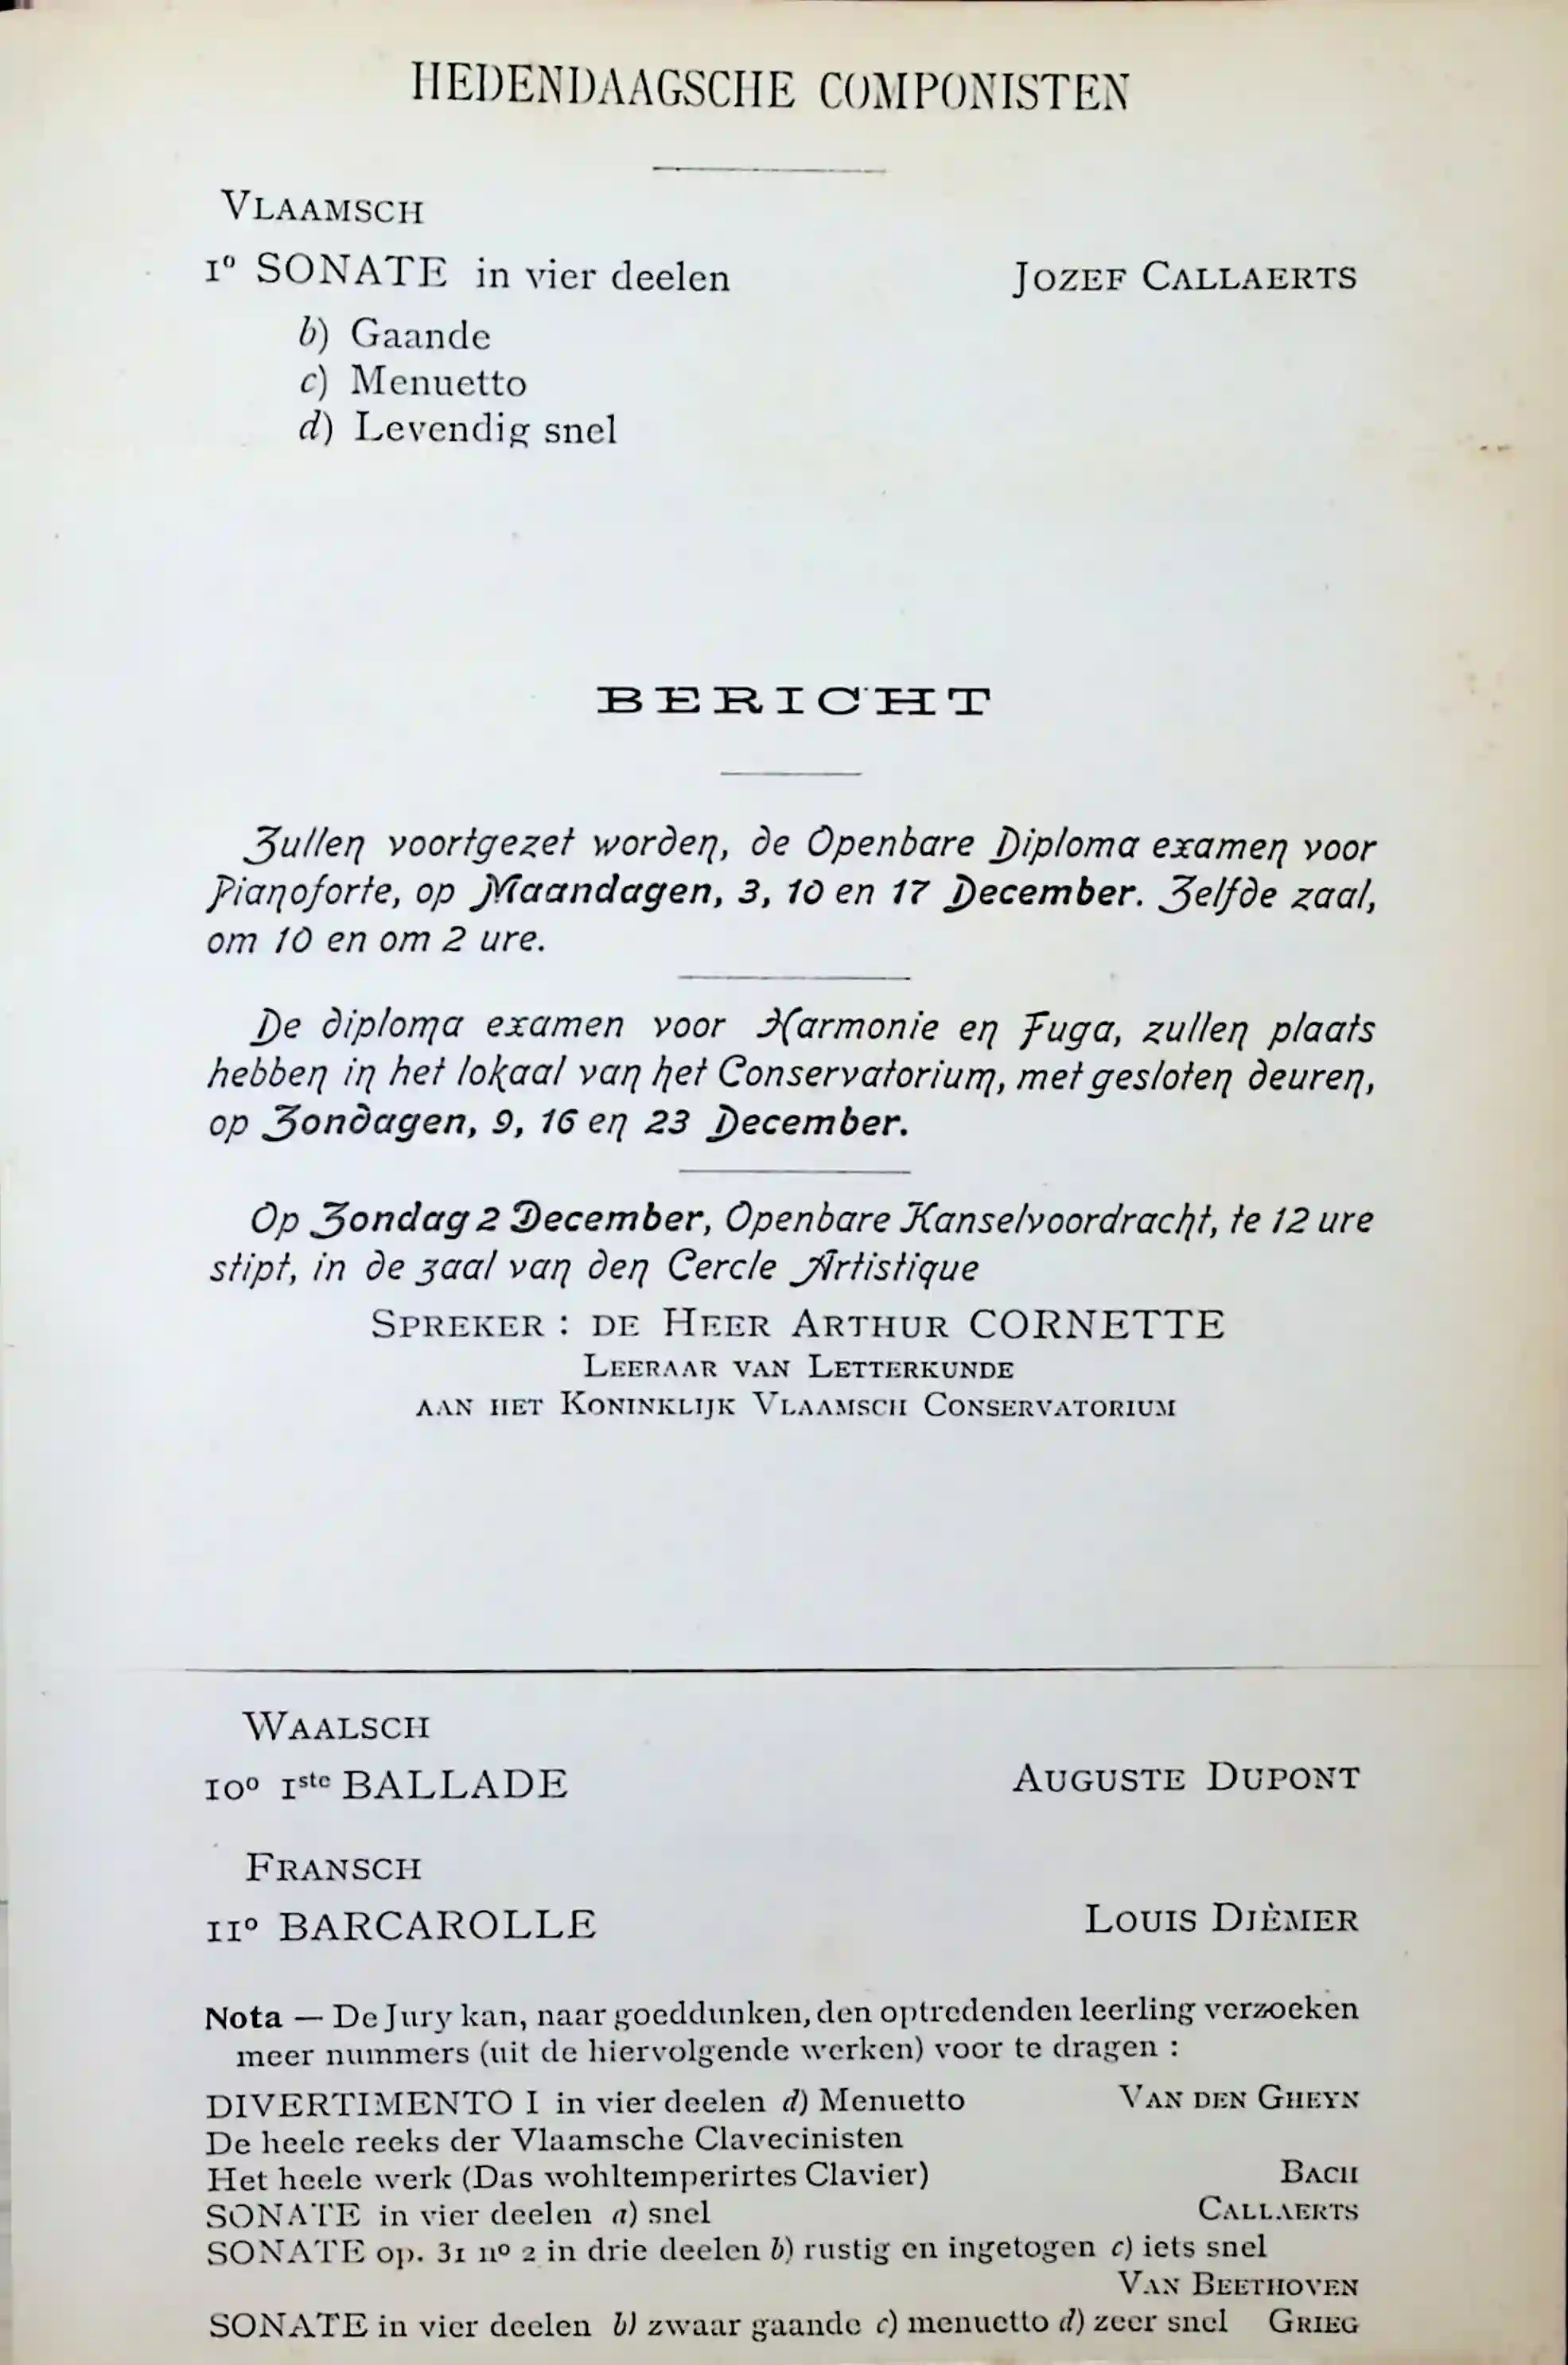 HEDENDAAGSCHE COMPONISTEN
VLAAMSCH
1º SONATE in vier deelen JOZEF CALLAERTS
b) Gaande
c) Menuetto
d) Levendig snel
BERICHT
Zullen voortgezet worden, de Openbare Diploma examen voor
Pianoforte, op Maandagen, 3, 10 en 17 December. Zelfde zaal,
om 10 en om 2 ure.
De diploma examen voor Harmonie en Fuga, zullen plaats
hebben in het lokaal van het Conservatorium, met gesloten deuren,
op Zondagen, 9, 16 en 23 December.
Op Zondag 2 December, Openbare Kanselvoordracht, te 12 ure
stipt, in de zaal van den Cercle Artistique
SPREKER : DE HEER ARTHUR CORNETTE
LEERAAR VAN LETTERKUNDE
AAN HET KONINKLIJK VLAAMSCH CONSERVATORIUM
WAALSCH
10º 1ste BALLADE AUGUSTE DUPONT
FRANSCH
11º BARCAROLLE LOUIS DIÈMER
Nota — De Jury kan, naar goeddunken, den optredenden leerling verzoeken
meer nummers (uit de hiervolgende werken) voor te dragen :
DIVERTIMENTO I in vier deelen d) Menuetto VAN DEN GHEYN
De heele reeks der Vlaamsche Clavecinisten
Het heele werk (Das wohltemperirtes Clavier) BACH
SONATE in vier deelen a) snel CALLAERTS
SONATE op. 31 nº 2 in drie deelen b) rustig en ingetogen c) iets snel
VAN BEETHOVEN
SONATE in vier deelen b) zwaar gaande c) menuetto d) zeer snel GRIEG